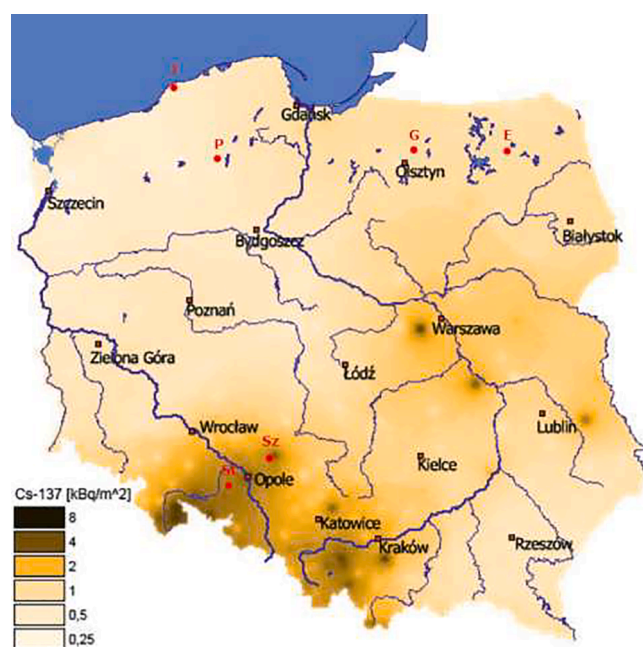 J
Gdańsk
P
G
E
Olsztyn
Szczecin
Białystok
Bydgoszcz
Poznań
Warszawa
Zielona Góra
Łódź
Lublin
Wrocław
Sz
Kielce
St
Opole
Cs-137 [kBq/m^2]
8
4
2
1
0,5
0,25
Katowice
Kraków
Rzeszów